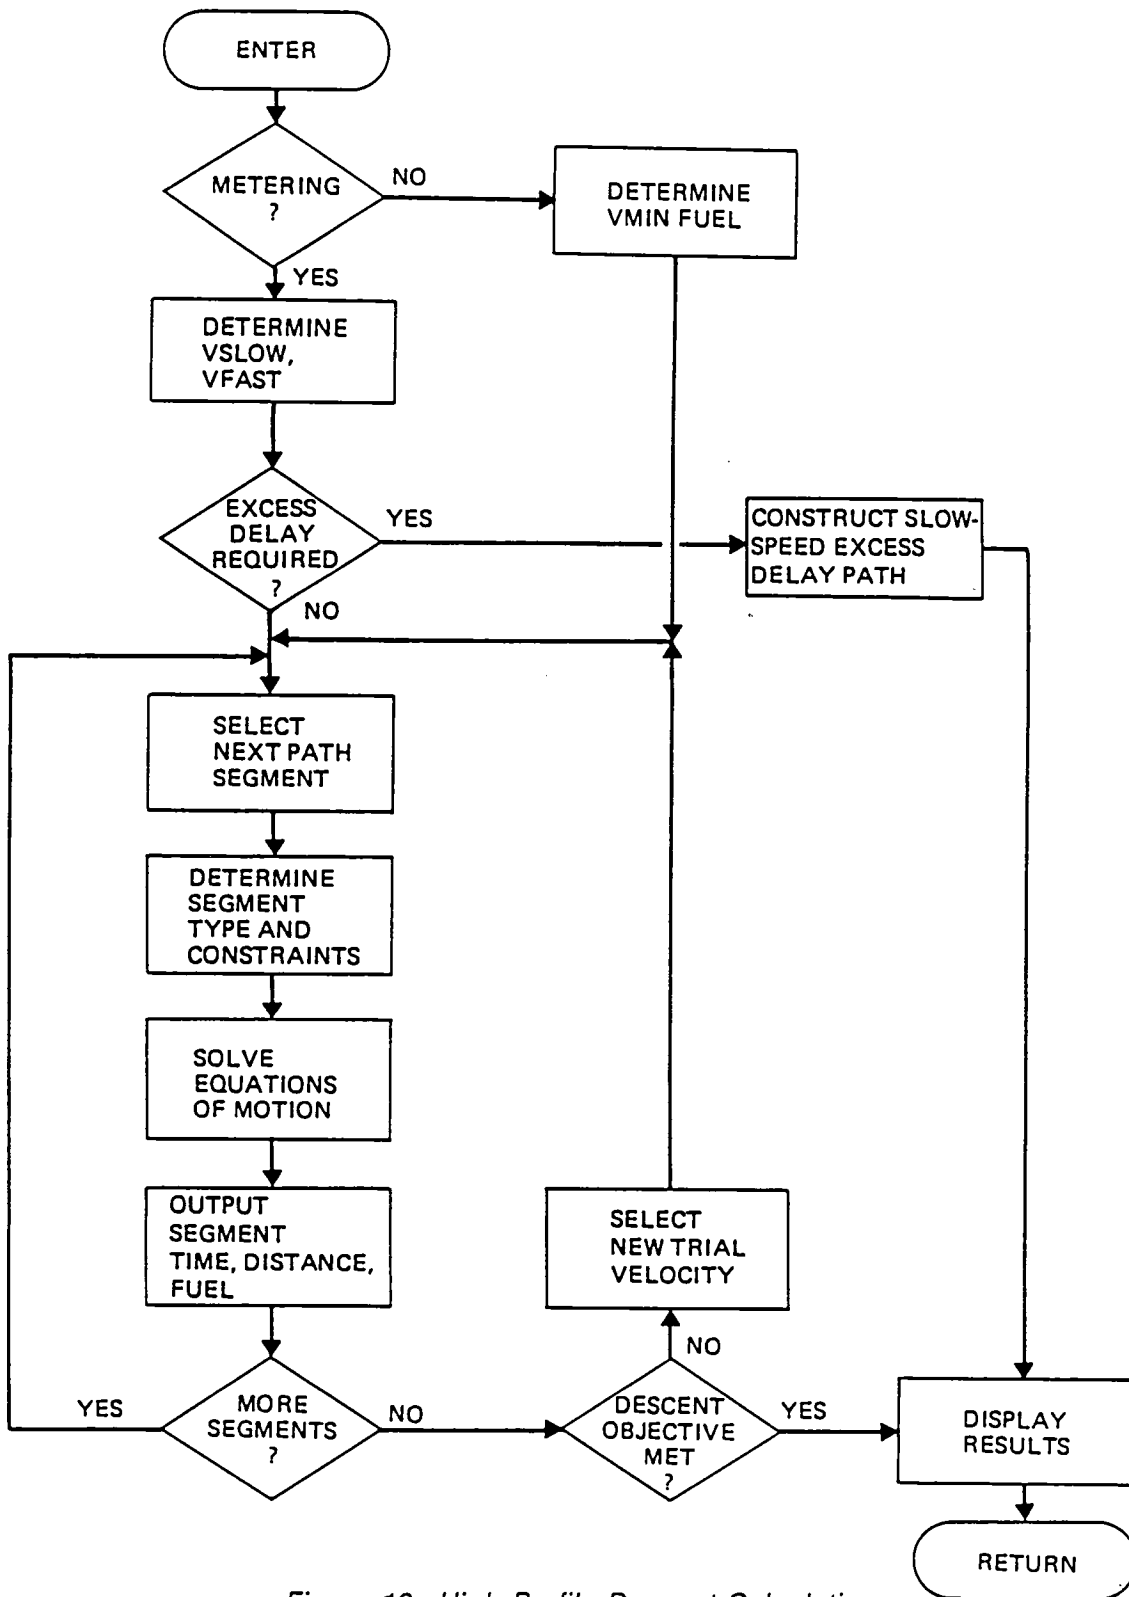 ENTER
METERING
?
NO
DETERMINE
VMIN FUEL
YES
DETERMINE
VSLOW,
VFAST
EXCESS
DELAY
REQUIRED
?
YES
CONSTRUCT SLOW-
SPEED EXCESS
DELAY PATH
NO
SELECT
NEXT PATH
SEGMENT
DETERMINE
SEGMENT
TYPE AND
CONSTRAINTS
SOLVE
EQUATIONS
OF MOTION
OUTPUT
SEGMENT
TIME, DISTANCE,
FUEL
SELECT
NEW TRIAL
VELOCITY
NO
YES
MORE
SEGMENTS
?
NO
DESCENT
OBJECTIVE
MET
?
YES
DISPLAY
RESULTS
RETURN